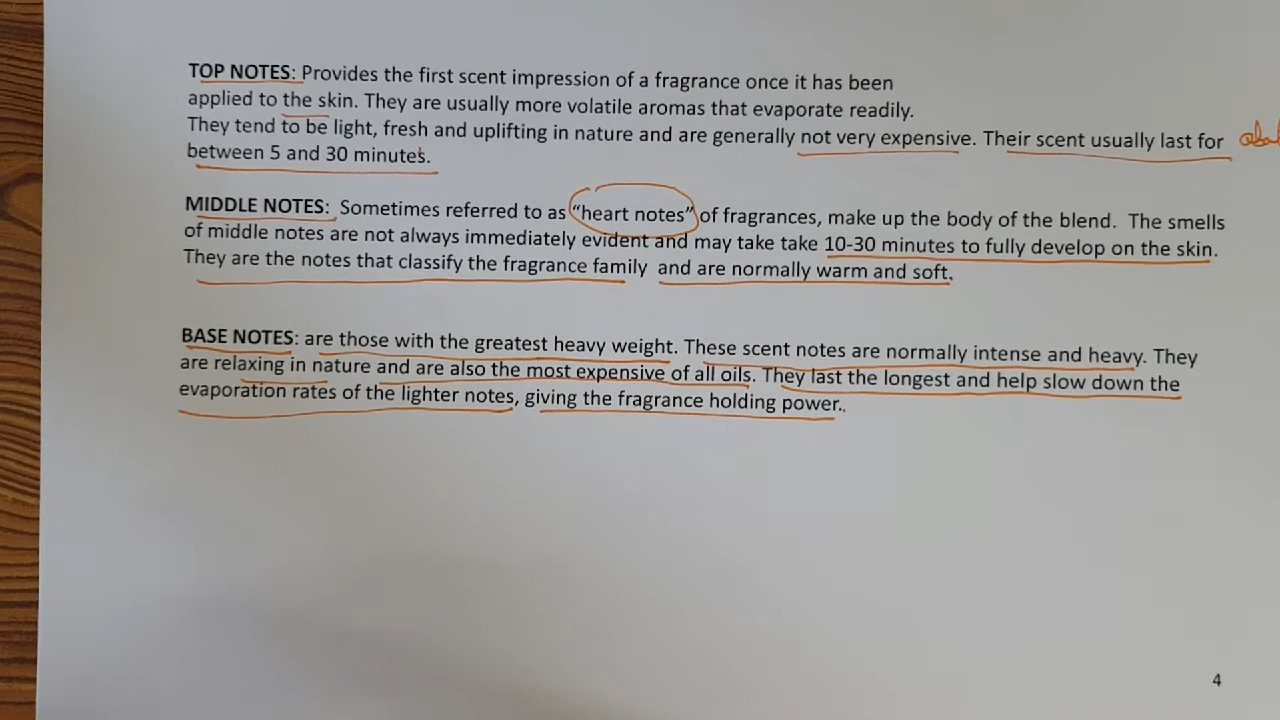 TOP NOTES: Provides the first scent impression of a fragrance once it has been
applied to the skin. They are usually more volatile aromas that evaporate readily.
They tend to be light, fresh and uplifting in nature and are generally not very expensive. Their scent usually last for
between 5 and 30 minutes.
MIDDLE NOTES: Sometimes referred to as “heart notes” of fragrances, make up the body of the blend. The smells
of middle notes are not always immediately evident and may take take 10-30 minutes to fully develop on the skin.
They are the notes that classify the fragrance family and are normally warm and soft.
BASE NOTES: are those with the greatest heavy weight. These scent notes are normally intense and heavy. They
are relaxing in nature and are also the most expensive of all oils. They last the longest and help slow down the
evaporation rates of the lighter notes, giving the fragrance holding power..
4